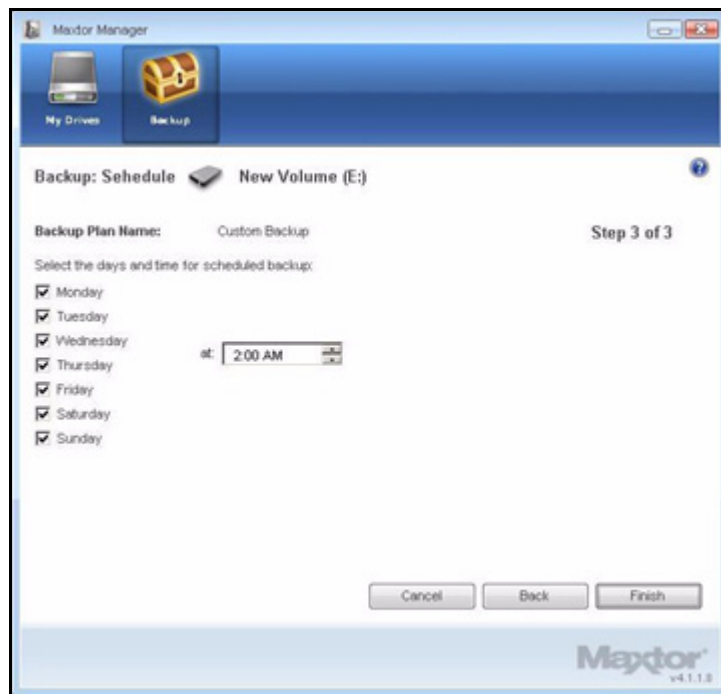 Maxtor Manager
My Drives Backup
Backup: Sehedule New Volume (E:)
Backup Plan Name: Custom Backup Step 3 of 3
Select the days and time for scheduled backup:
Monday
Tuesday
Wednesday
at: 2:00 AM
Thursday
Friday
Saturday
Sunday
Cancel Back Finish
Maxtor
v4.1.1.8